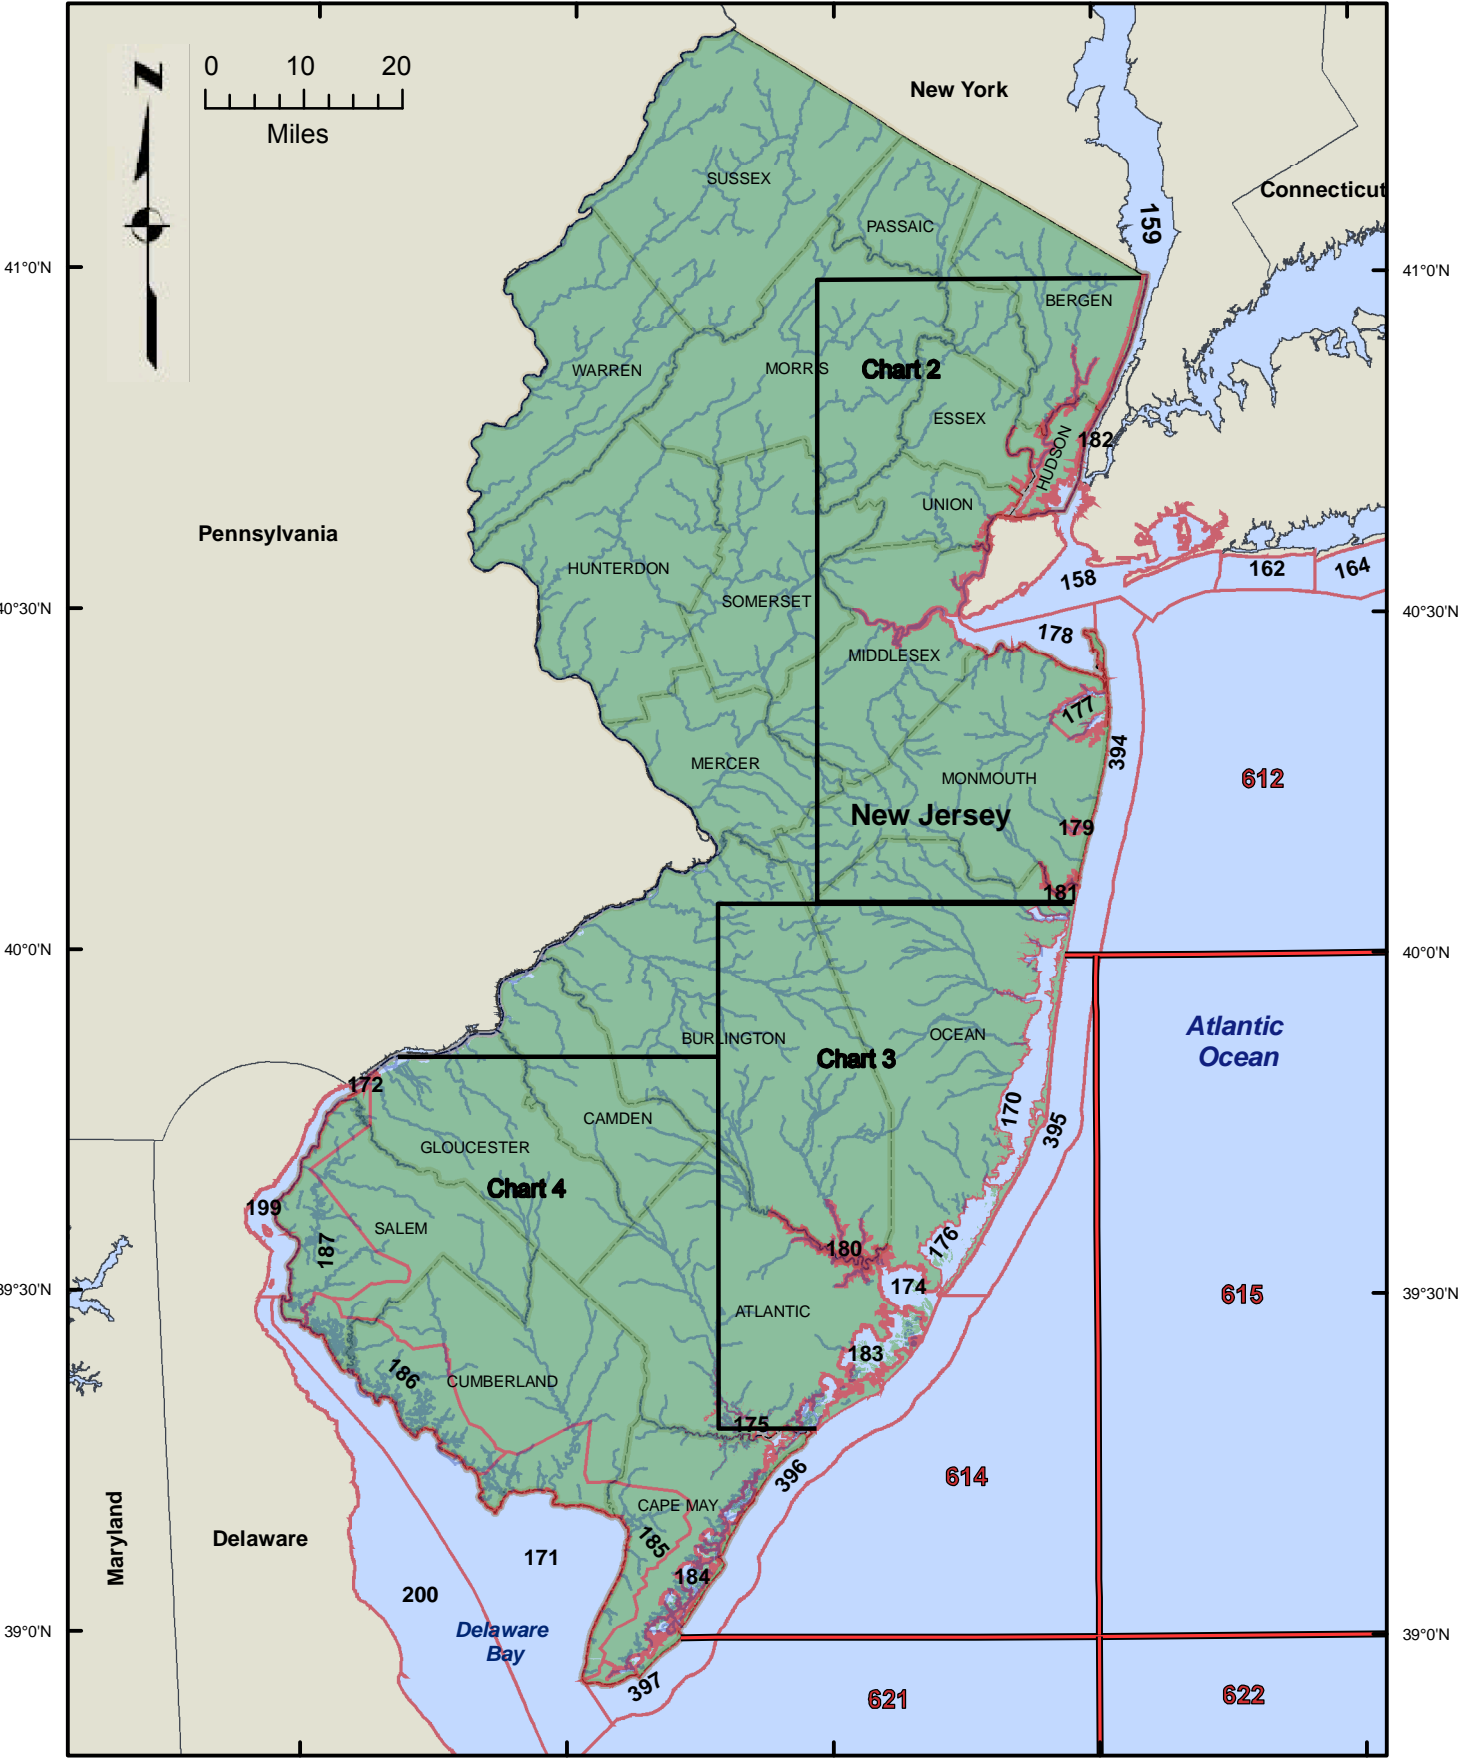 N
0 10 20
Miles
New York
Connecticut
SUSSEX
PASSAIC
159
41°0'N
41°0'N
BERGEN
WARREN
MORRIS
Chart 2
ESSEX
HUDSON
182
UNION
Pennsylvania
HUNTERDON
158
162
164
SOMERSET
40°30'N
40°30'N
178
MIDDLESEX
177
394
MERCER
MONMOUTH
612
New Jersey
179
181
40°0'N
40°0'N
Atlantic
Ocean
BURLINGTON
OCEAN
Chart 3
172
CAMDEN
170
395
GLOUCESTER
Chart 4
199
SALEM
187
180
176
174
39°30'N
39°30'N
615
ATLANTIC
183
186
CUMBERLAND
175
396
614
CAPE MAY
Maryland
Delaware
185
171
184
200
Delaware
Bay
39°0'N
39°0'N
397
621
622